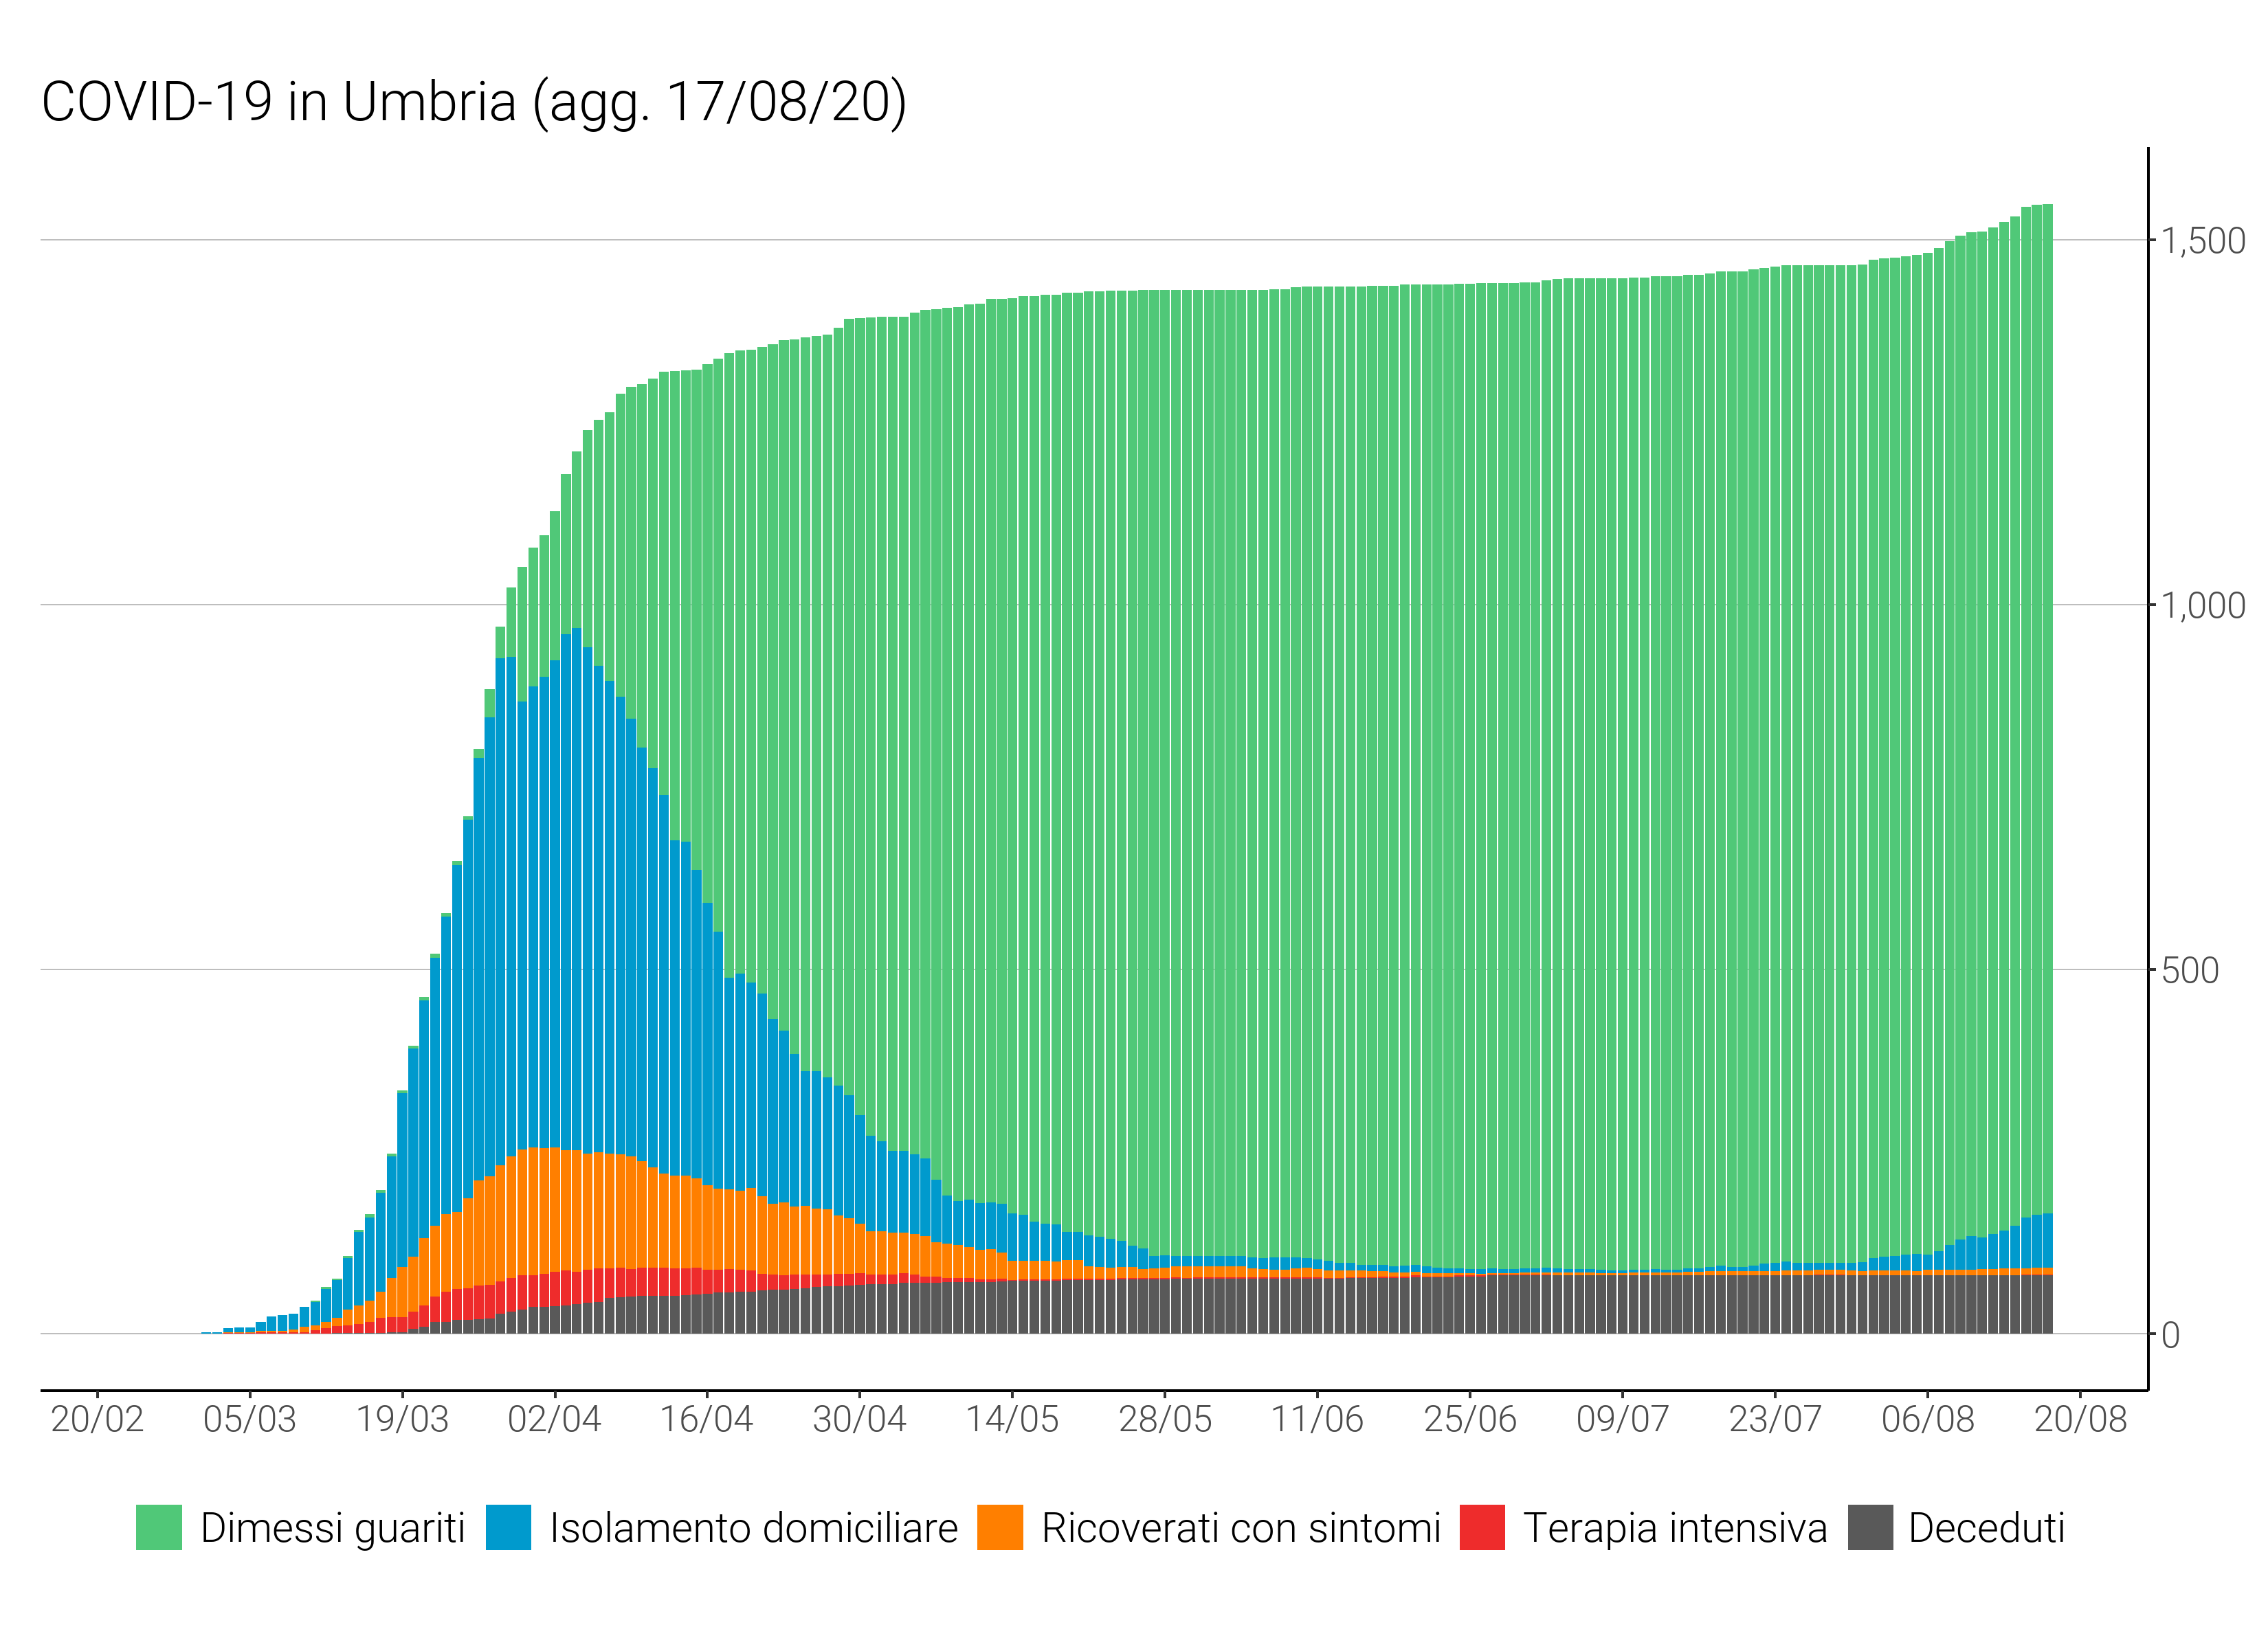 COVID-19 in Umbria (agg. 17/08/20)
1,500
1,000
500
0
20/02 05/03 19/03 02/04 16/04 30/04 14/05 28/05 11/06 25/06 09/07 23/07 06/08 20/08
Dimessi guariti Isolamento domiciliare Ricoverati con sintomi Terapia intensiva Deceduti